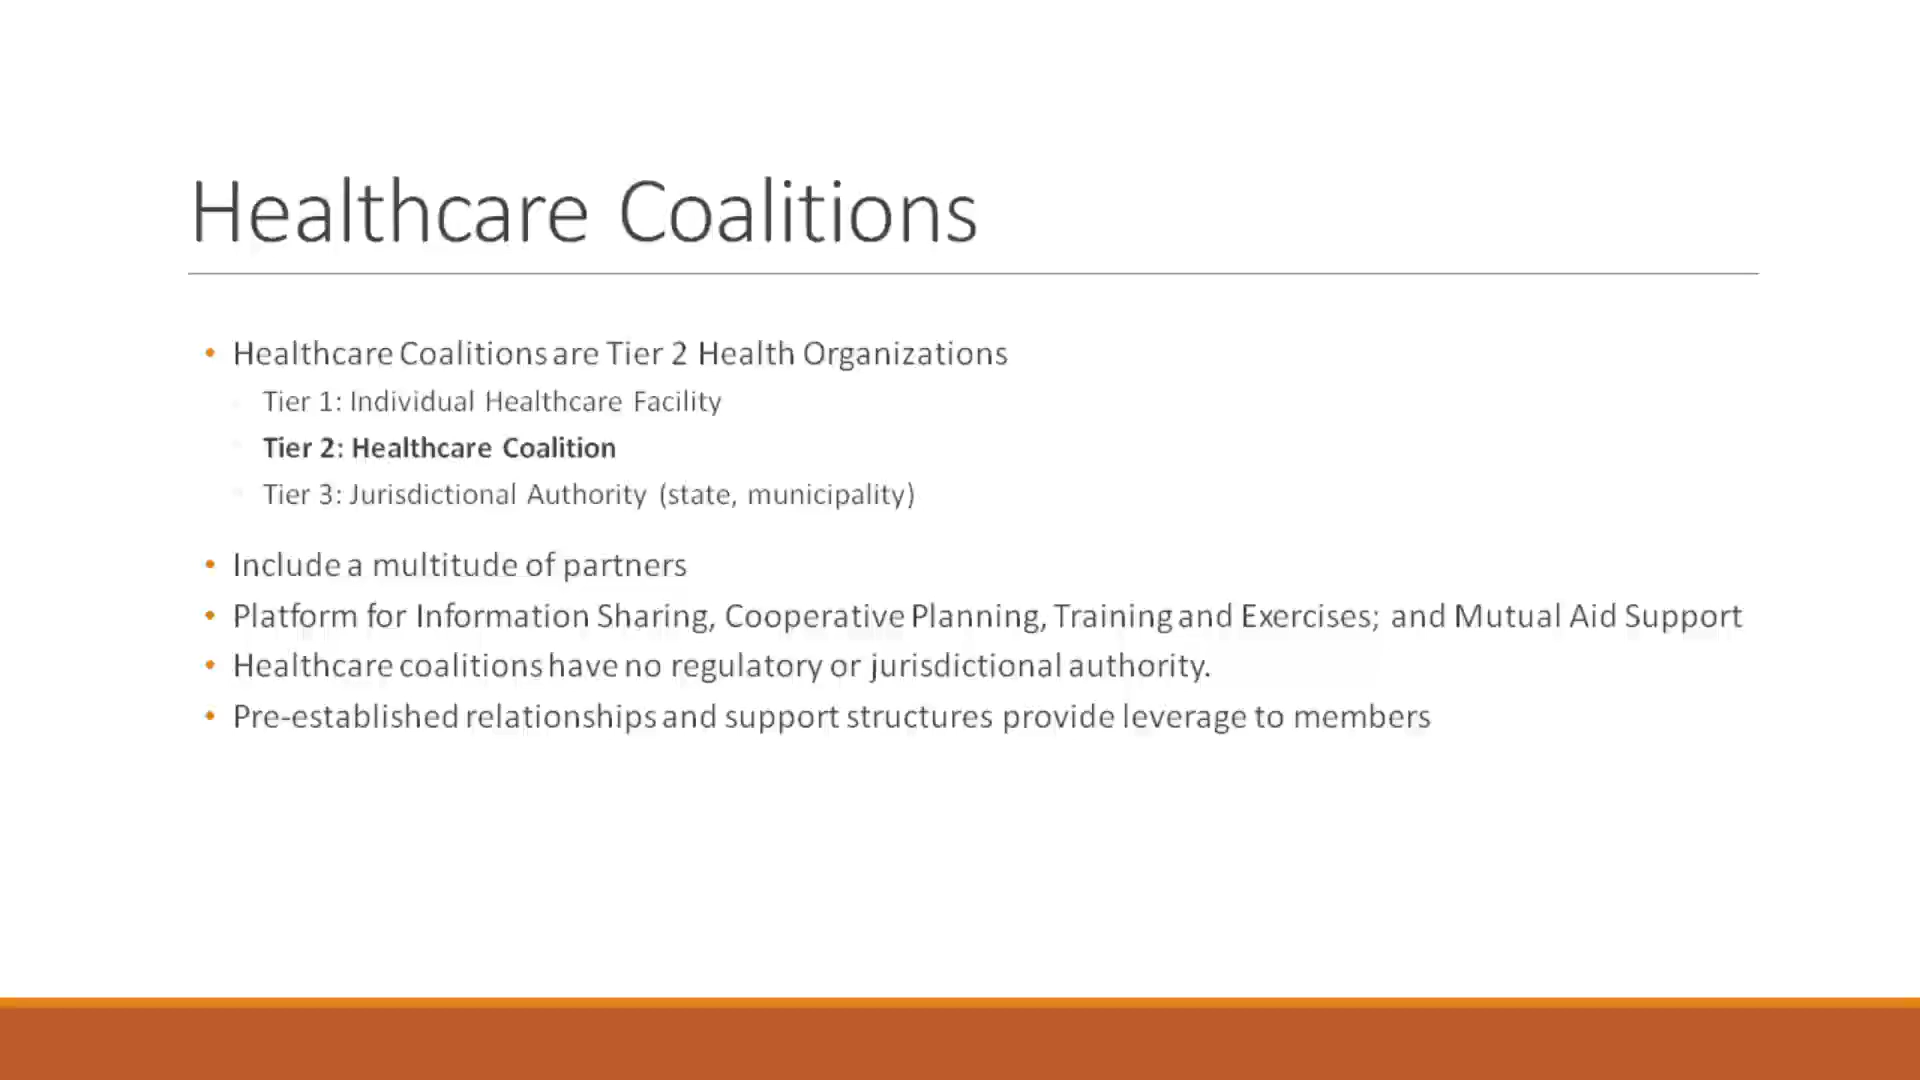 Healthcare Coalitions
• Healthcare Coalitions are Tier 2 Health Organizations
Tier 1: Individual Healthcare Facility
Tier 2: Healthcare Coalition
Tier 3: Jurisdictional Authority (state, municipality)
• Include a multitude of partners
• Platform for Information Sharing, Cooperative Planning, Training and Exercises; and Mutual Aid Support
• Healthcare coalitions have no regulatory or jurisdictional authority.
• Pre-established relationships and support structures provide leverage to members